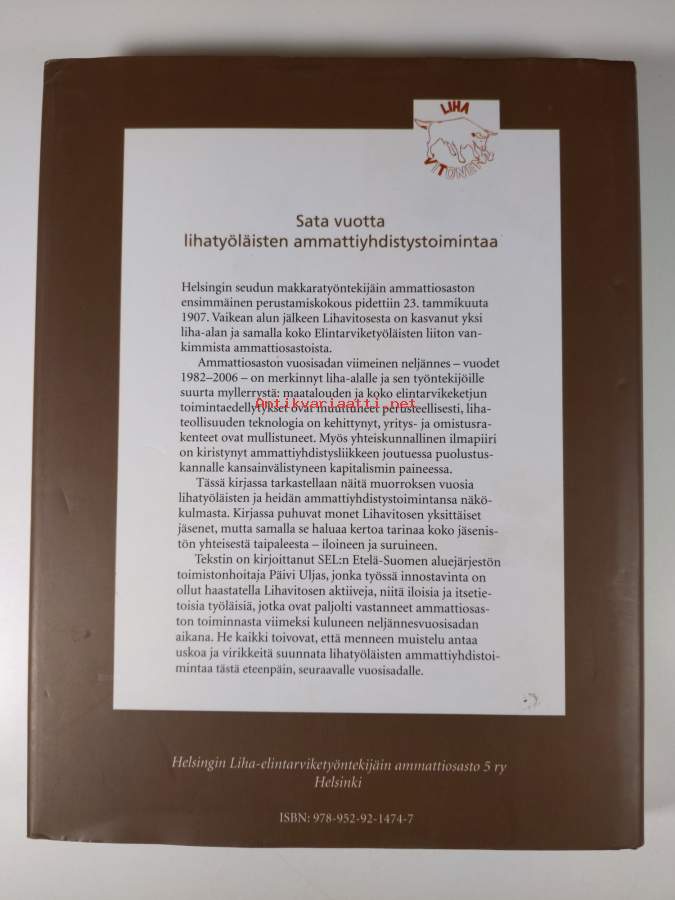 LIHA
VITONEN
Sata vuotta
lihatyöläisten ammattiyhdistystoimintaa
Helsingin seudun makkaratyöntekijäin ammattiosaston
ensimmäinen perustamiskokous pidettiin 23. tammikuuta
1907. Vaikean alun jälkeen Lihavitosesta on kasvanut yksi
liha-alan ja samalla koko Elintarviketyöläisten liiton van-
kimmista ammattiosastoista.
Ammattiosaston vuosisadan viimeinen neljännes – vuodet
1982–2006 – on merkinnyt liha-alalle ja sen työntekijöille
suurta myllerrystä: maatalouden ja koko elintarvikeketjun
Antikvariaatti.net
toimintaedellytykset ovat muuttuneet perusteellisesti, liha-
teollisuuden teknologia on kehittynyt, yritys- ja omistusra-
kenteet ovat mullistuneet. Myös yhteiskunnallinen ilmapiiri
on kiristynyt ammattiyhdistysliikkeen joutuessa puolustus-
kannalle kansainvälistyneen kapitalismin paineessa.
Tässä kirjassa tarkastellaan näitä muorroksen vuosia
lihatyöläisten ja heidän ammattiyhdistystoimintansa näkö-
kulmasta. Kirjassa puhuvat monet Lihavitosen yksittäiset
jäsenet, mutta samalla se haluaa kertoa tarinaa koko jäsenis-
tön yhteisestä taipaleesta – iloineen ja suruineen.
Tekstin on kirjoittanut SEL:n Etelä-Suomen aluejärjestön
toimistonhoitaja Päivi Uljas, jonka työssä innostavinta on
ollut haastatella Lihavitosen aktiiveja, niitä iloisia ja itsetie-
toisia työläisiä, jotka ovat paljolti vastanneet ammattiosas-
ton toiminnasta viimeksi kuluneen neljännesvuosisadan
aikana. He kaikki toivovat, että menneen muistelu antaa
uskoa ja virikkeitä suunnata lihatyöläisten ammattiyhdistoi-
mintaa tästä eteenpäin, seuraavalle vuosisadalle.
Helsingin Liha-elintarviketyöntekijäin ammattiosasto 5 ry
Helsinki
ISBN: 978-952-92-1474-7